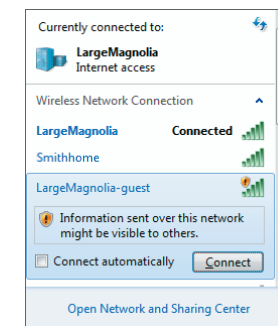 Currently connected to:
LargeMagnolia
Internet access
Wireless Network Connection
LargeMagnolia Connected
Smithhome
LargeMagnolia-guest
Information sent over this network
might be visible to others.
Connect automatically Connect
Open Network and Sharing Center